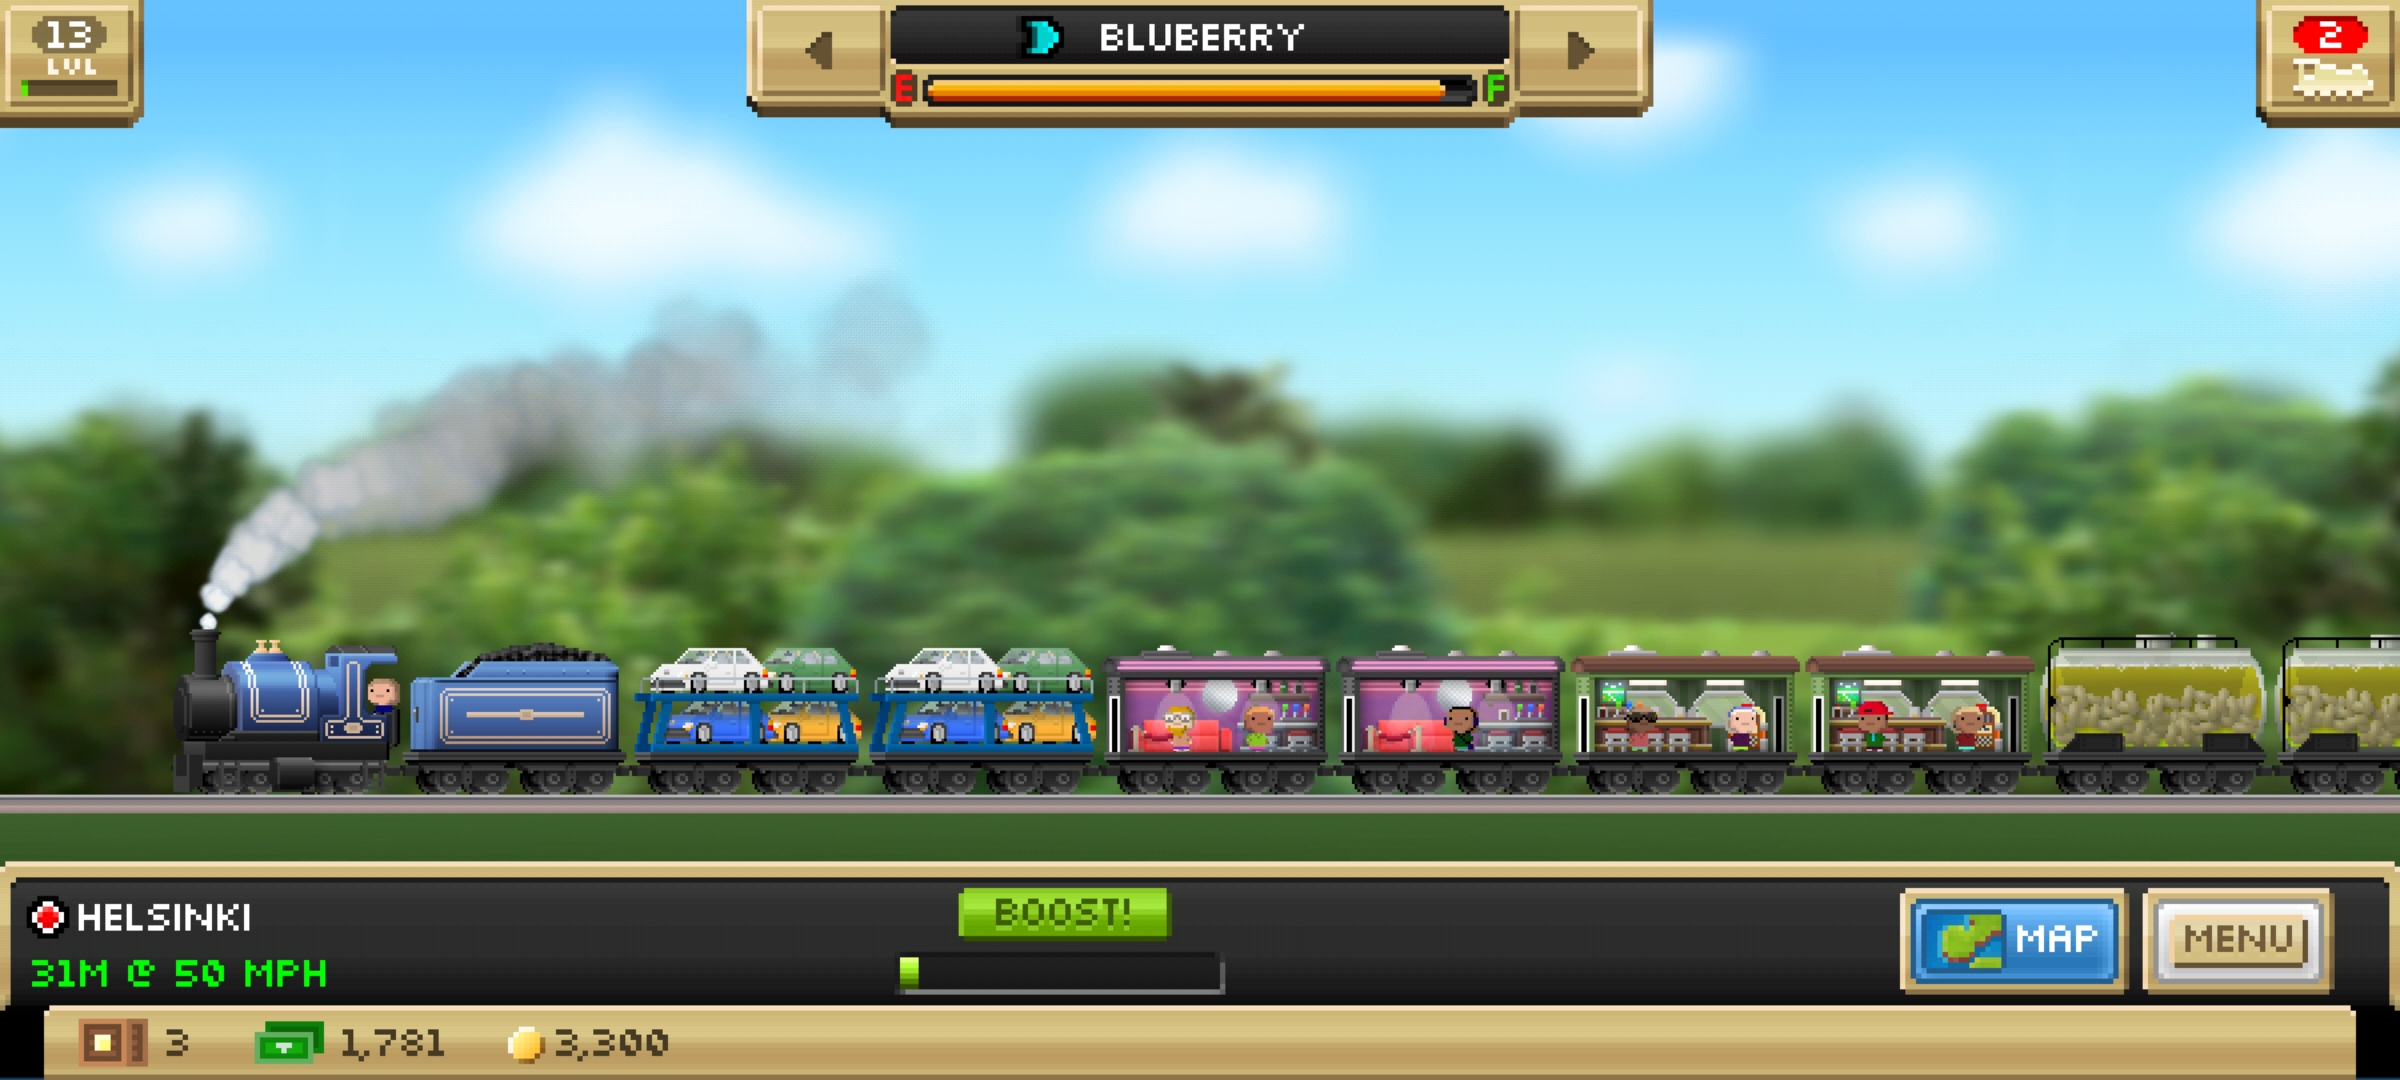 13
LVL
BLUBERRY
E F
2
HELSINKI
31M @ 50 MPH
BOOST!
MAP
MENU
3
1,781
3,300